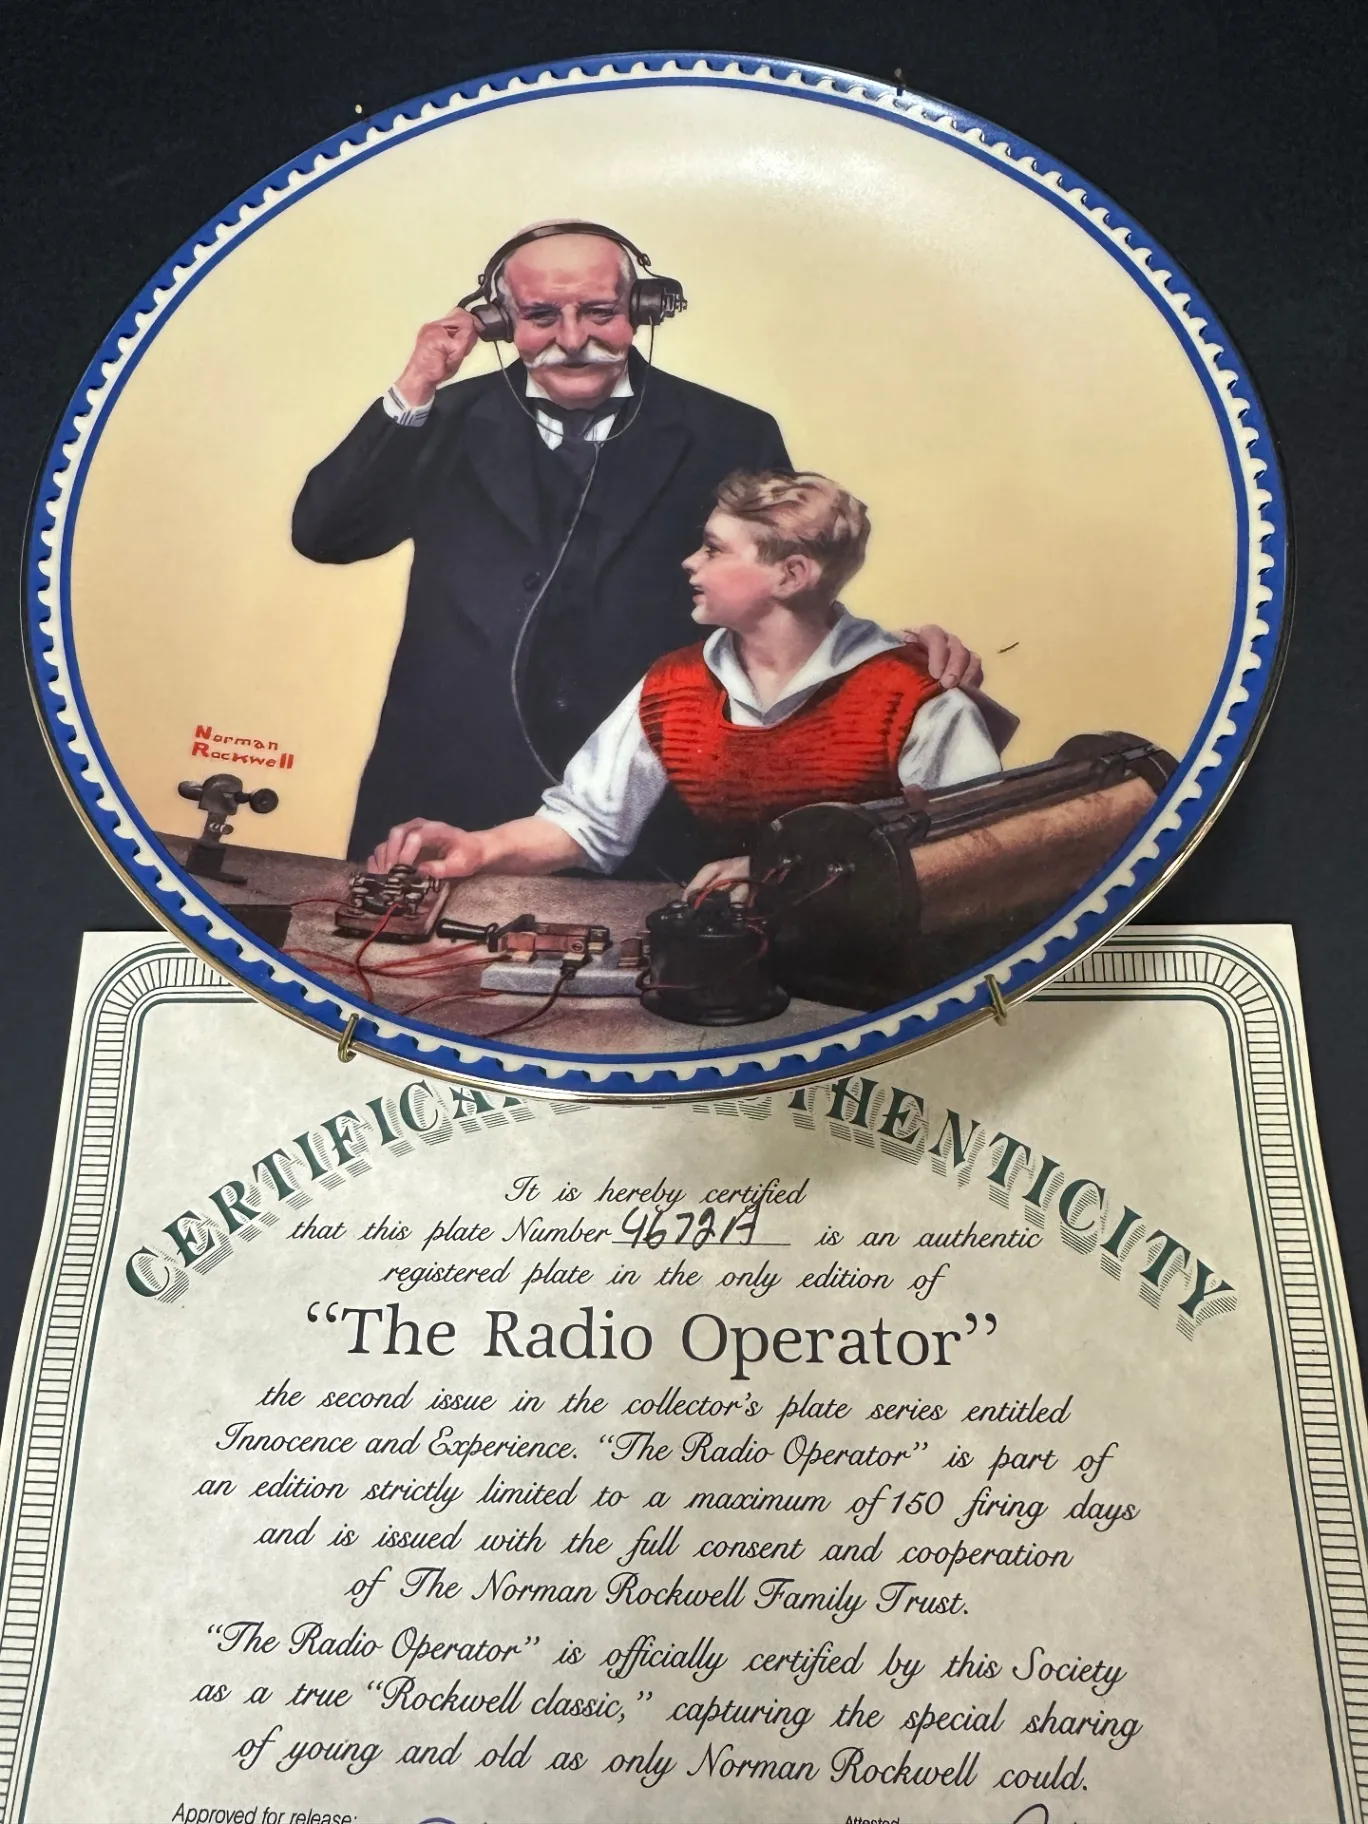 Norman
Rockwell
CERTIFICA AUTHENTICITY
It is hereby certified
that this plate Number 46721A is an authentic
registered plate in the only edition of
“The Radio Operator”
the second issue in the collector's plate series entitled
Innocence and Experience. “The Radio Operator” is part of
an edition strictly limited to a maximum of 150 firing days
and is issued with the full consent and cooperation
of The Norman Rockwell Family Trust.
“The Radio Operator” is officially certified by this Society
as a true “Rockwell classic,” capturing the special sharing
of young and old as only Norman Rockwell could.
Approved for release: Attested